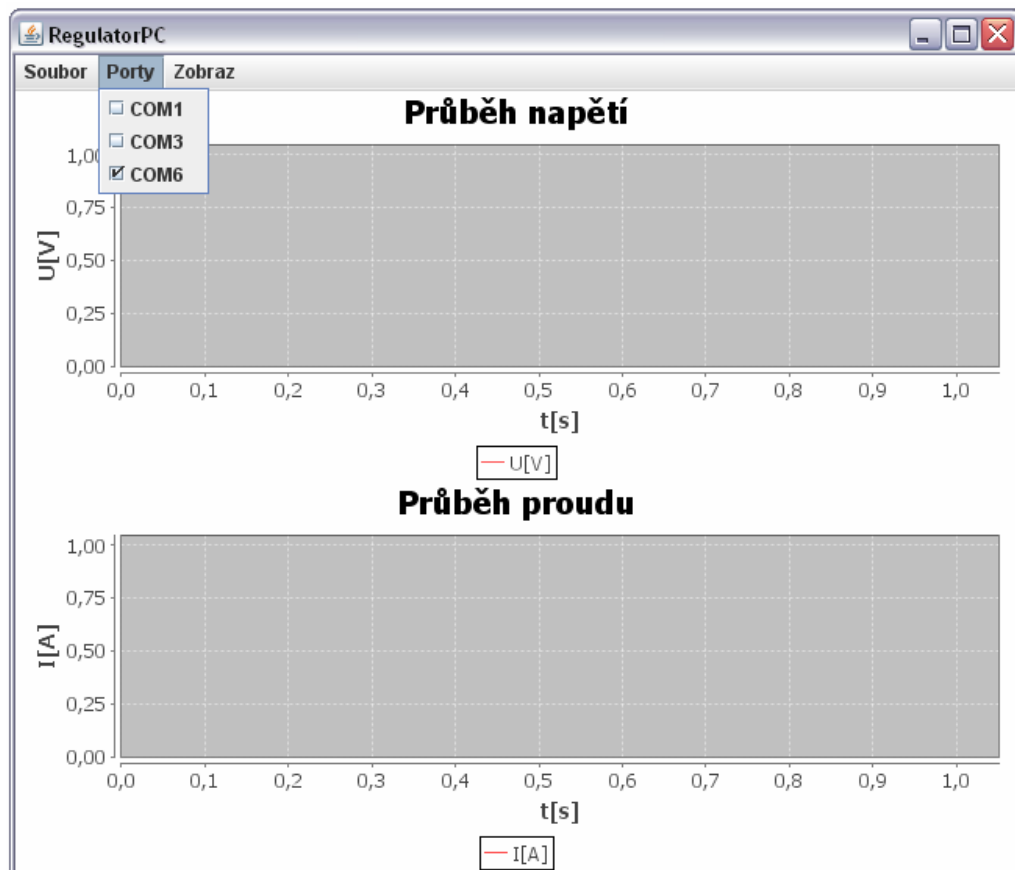 RegulatorPC
Soubor Porty Zobraz
COM1
COM3
COM6
Průběh napětí
1,00
0,75
0,50
0,25
0,00
U[V]
0,0 0,1 0,2 0,3 0,4 0,5 0,6 0,7 0,8 0,9 1,0
t[s]
U[V]
Průběh proudu
1,00
0,75
0,50
0,25
0,00
I[A]
0,0 0,1 0,2 0,3 0,4 0,5 0,6 0,7 0,8 0,9 1,0
t[s]
I[A]